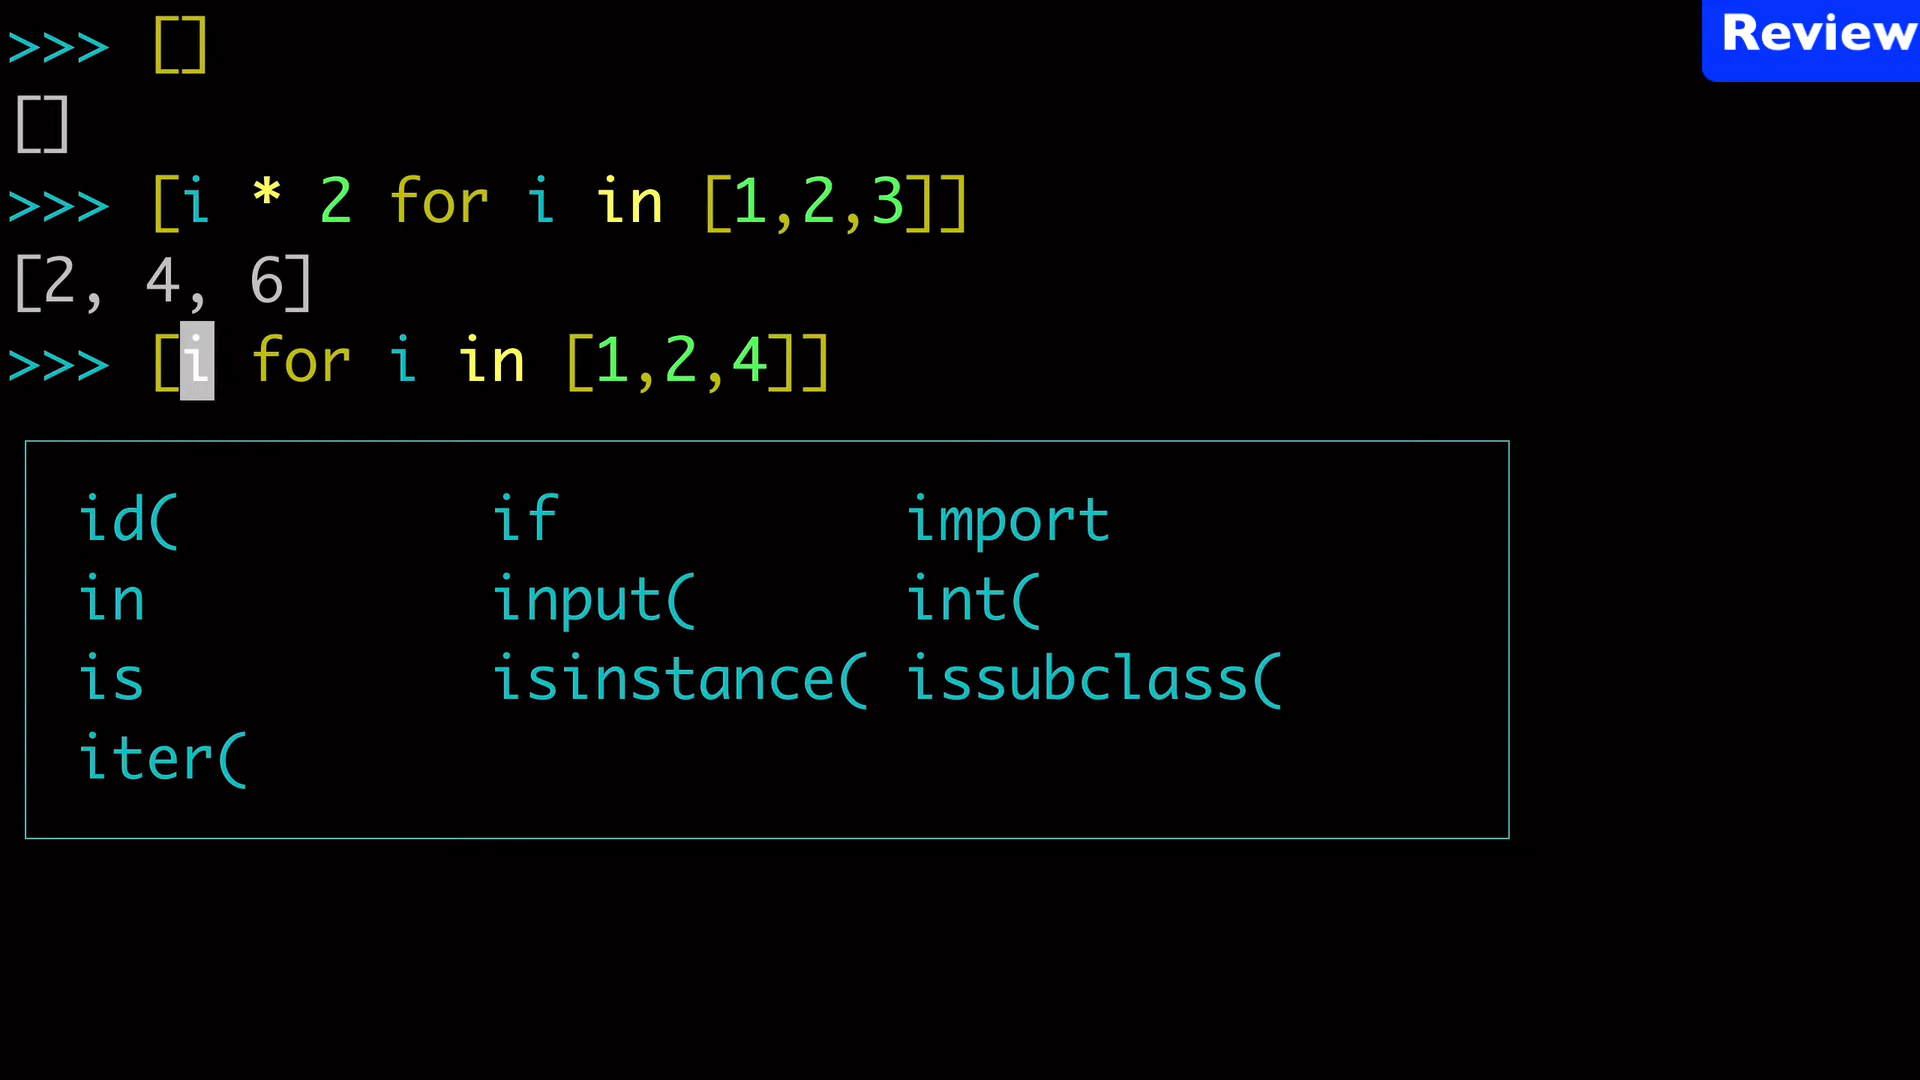 >>> []
Review
[]
>>> [i * 2 for i in [1,2,3]]
[2, 4, 6]
>>> [i for i in [1,2,4]]
id( if import
in input( int(
is isinstance( issubclass(
iter(